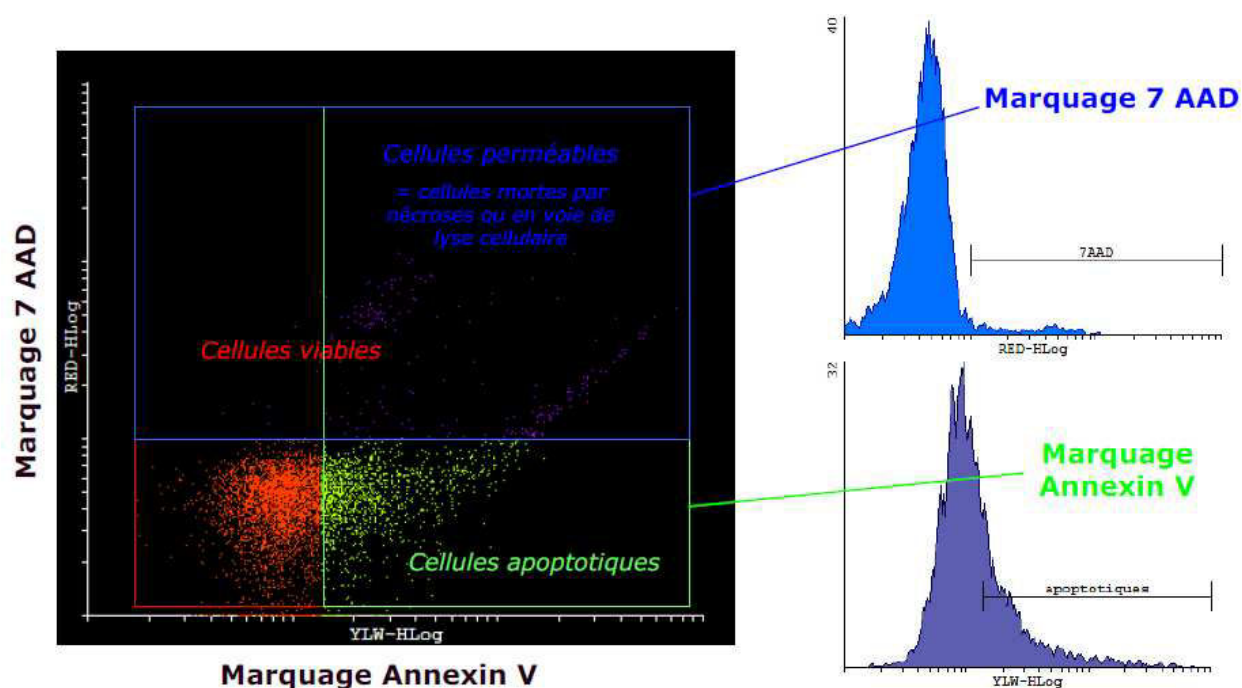 Marquage 7 AAD
RED-HLog
Cellules perméables
= cellules mortes par
nécroses ou en voie de
lyse cellulaire
Cellules viables
Cellules apoptotiques
YLW-HLog
Marquage Annexin V
40
Marquage 7 AAD
7AAD
RED-HLog
32
Marquage
Annexin V
apoptotiques
YLW-HLog